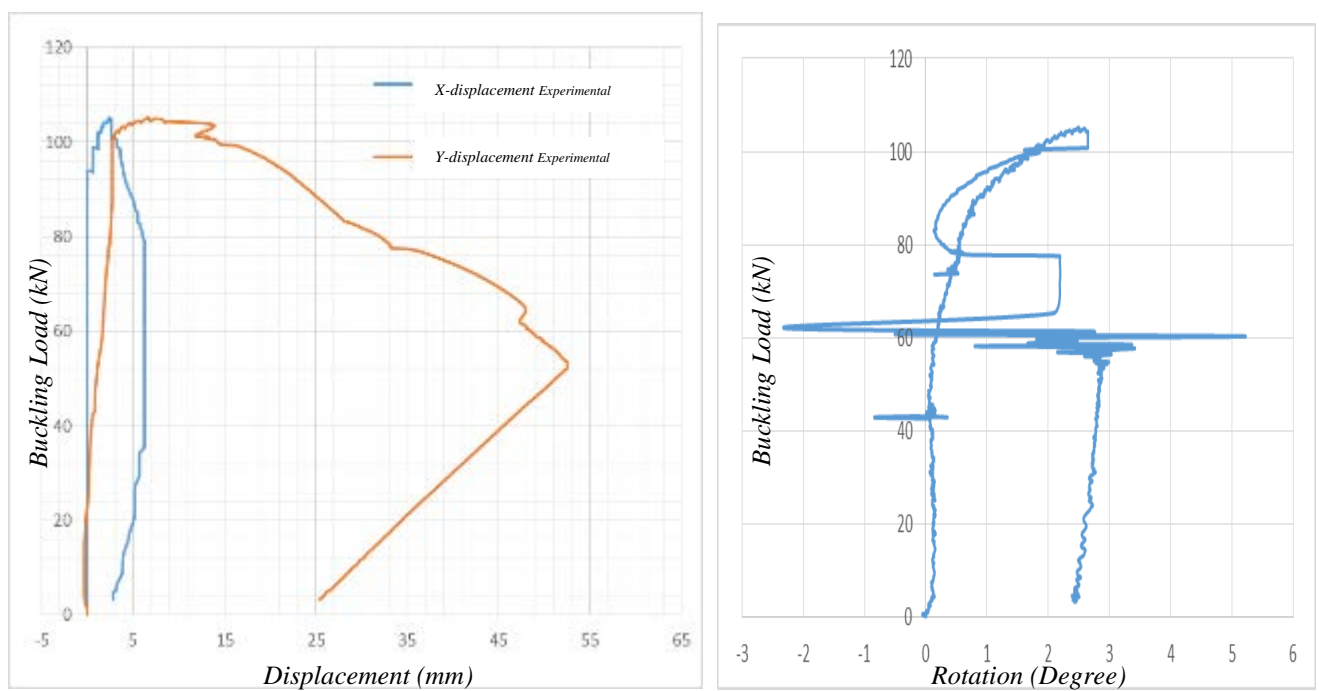 120
100
80
60
40
20
0
-5 5 15 25 35 45 55 65
Buckling Load (kN)
Displacement (mm)
X-displacement Experimental
Y-displacement Experimental
120
100
80
60
40
20
0
-3 -2 -1 0 1 2 3 4 5 6
Buckling Load (kN)
Rotation (Degree)